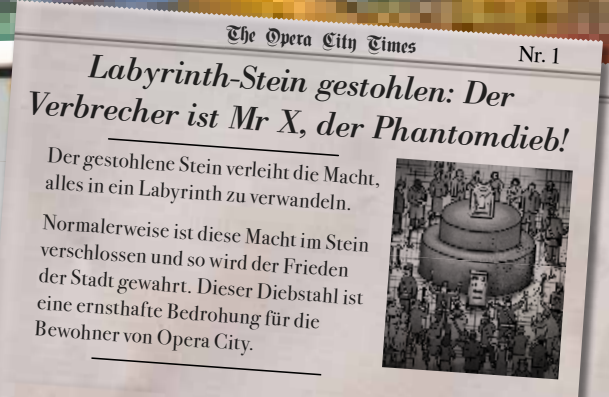 The Opera City Times
Nr. 1
Labyrinth-Stein gestohlen: Der
Verbrecher ist Mr X, der Phantomdieb!
Der gestohlene Stein verleiht die Macht,
alles in ein Labyrinth zu verwandeln.
Normalerweise ist diese Macht im Stein
verschlossen und so wird der Frieden
der Stadt gewahrt. Dieser Diebstahl ist
eine ernsthafte Bedrohung für die
Bewohner von Opera City.